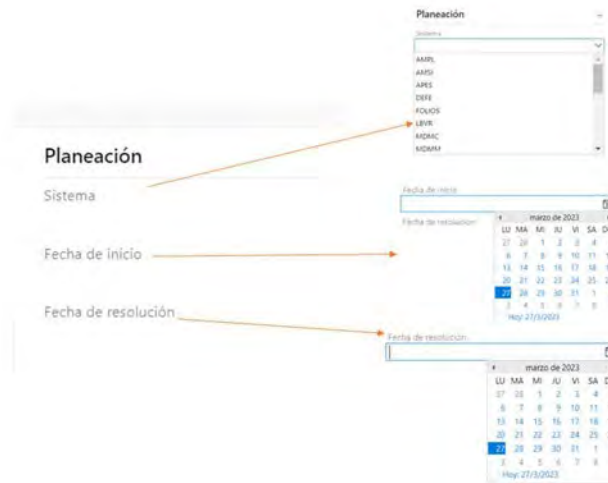 Planeación
Sistema
AMPL
AMSI
APES
DEFE
FOLIOS
LBVR
MDMC
MDMM
Planeación
Sistema
Fecha de inicio
Fecha de resolución
Fecha de inicio
Fecha de resolución
marzo de 2023
LU MA MI JU VI SA
27 28 1 2 3 4
6 7 8 9 10 11
13 14 15 16 17 18
20 21 22 23 24 25
27 28 29 30 31 1
3 4 5 6 7 8
Hoy: 27/3/2023
Fecha de resolución
marzo de 2023
LU MA MI JU VI SA
27 28 1 2 3 4
6 7 8 9 10 11
13 14 15 16 17 18
20 21 22 23 24 25
27 28 29 30 31 1
3 4 5 6 7 8
Hoy: 27/3/2023